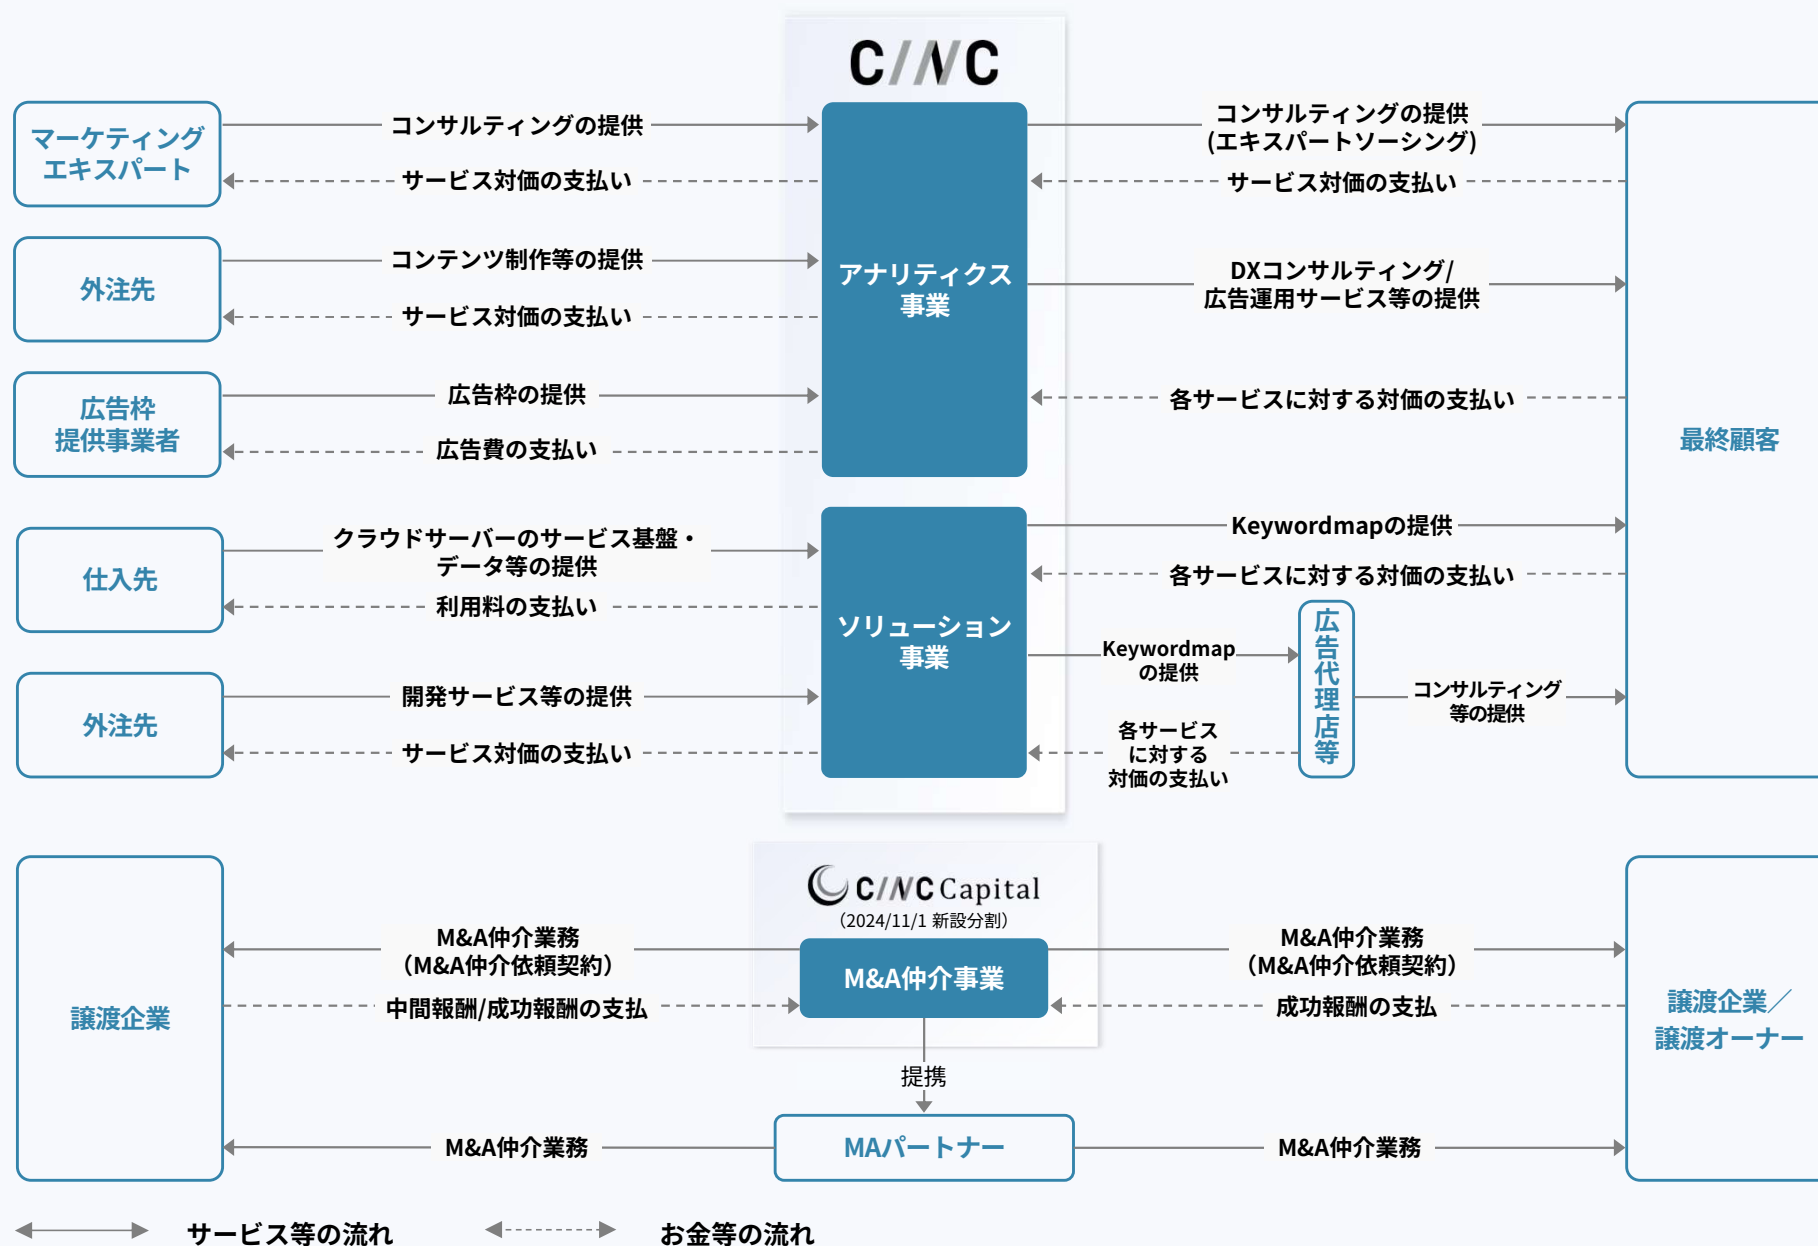 CINC
マーケティング
エキスパート
コンサルティングの提供
サービス対価の支払い
外注先
コンテンツ制作等の提供
サービス対価の支払い
広告枠
提供事業者
広告枠の提供
広告費の支払い
アナリティクス
事業
コンサルティングの提供
(エキスパートソーシング)
サービス対価の支払い
DXコンサルティング/
広告運用サービス等の提供
各サービスに対する対価の支払い
最終顧客
仕入先
クラウドサーバーのサービス基盤・
データ等の提供
利用料の支払い
外注先
開発サービス等の提供
サービス対価の支払い
ソリューション
事業
Keywordmapの提供
各サービスに対する対価の支払い
Keywordmap
の提供
各サービス
に対する
対価の支払い
広告代理店等
コンサルティング
等の提供
CINC Capital
（2024/11/1 新設分割）
M&A仲介事業
譲渡企業
M&A仲介業務
（M&A仲介依頼契約）
中間報酬/成功報酬の支払
M&A仲介業務
（M&A仲介依頼契約）
成功報酬の支払
譲渡企業／
譲渡オーナー
提携
MAパートナー
M&A仲介業務
M&A仲介業務
サービス等の流れ
お金等の流れ